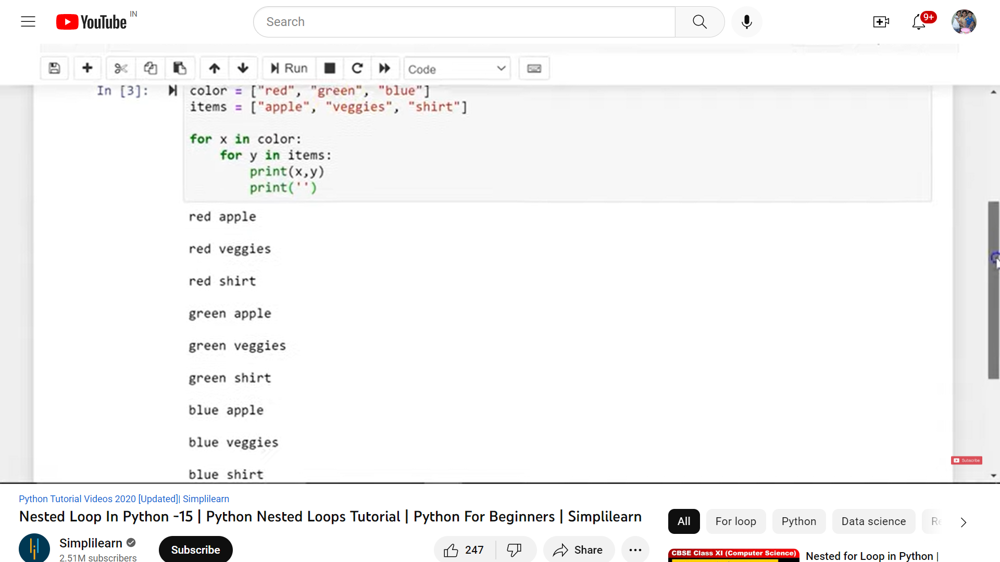 YouTube IN
Search
9+
Run
Code
In [3]:
color = ["red", "green", "blue"]
items = ["apple", "veggies", "shirt"]
for x in color:
for y in items:
print(x,y)
print('')
red apple
red veggies
red shirt
green apple
green veggies
green shirt
blue apple
blue veggies
blue shirt
Subscribe
Python Tutorial Videos 2020 [Updated]| Simplilearn
Nested Loop In Python -15 | Python Nested Loops Tutorial | Python For Beginners | Simplilearn
Simplilearn
2.51M subscribers
Subscribe
247
Share
All
For loop
Python
Data science
CBSE Class XI (Computer Science)
Nested for Loop in Python |